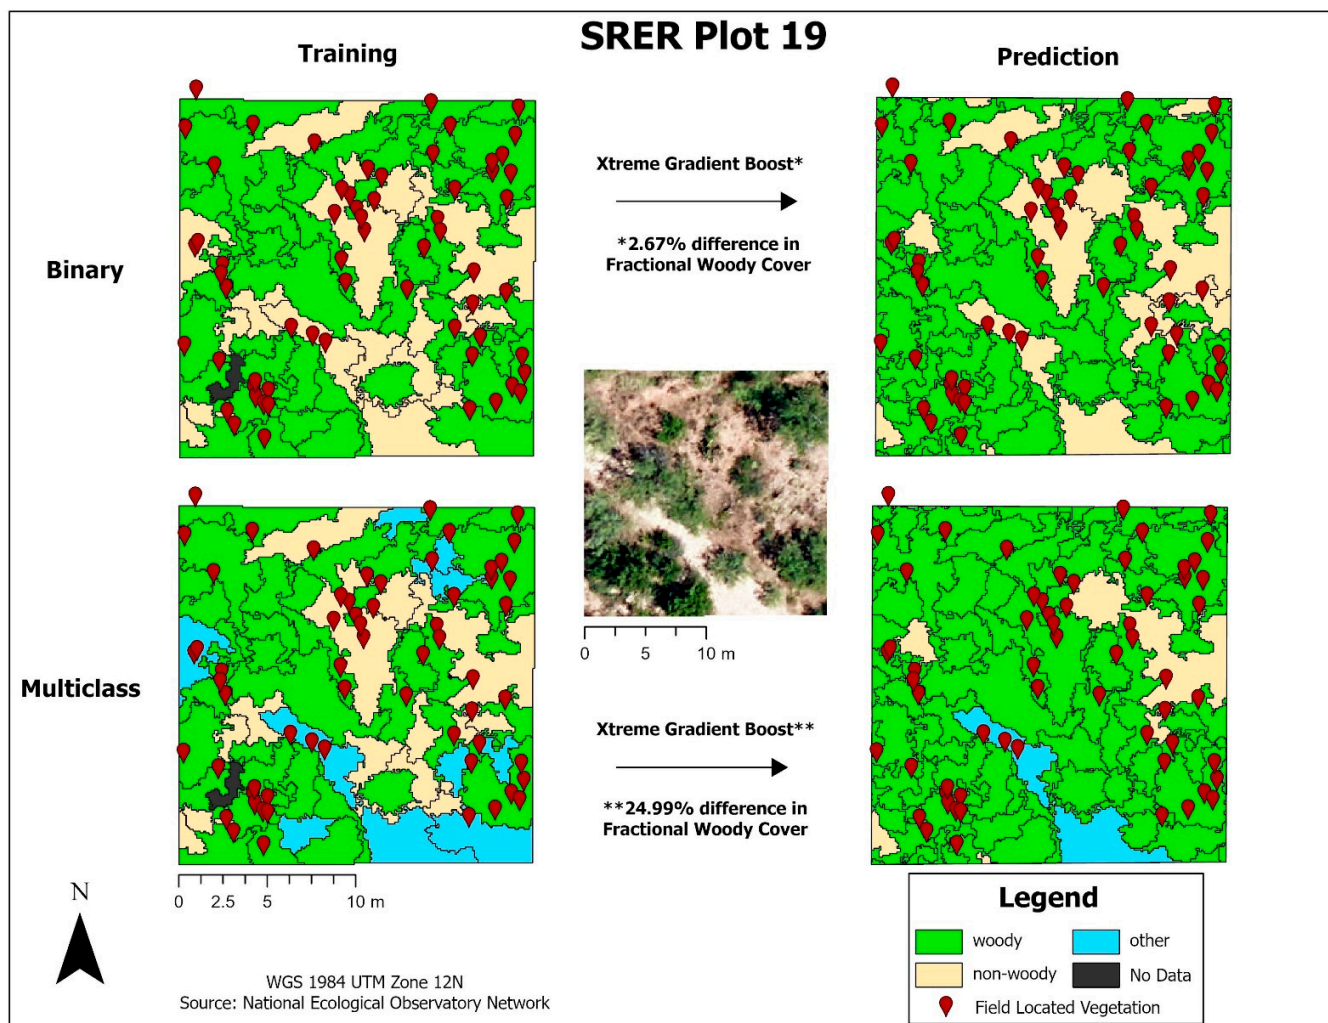 SRER Plot 19
Training
Prediction
Binary
Xtreme Gradient Boost*
*2.67% difference in
Fractional Woody Cover
0 5 10 m
Multiclass
Xtreme Gradient Boost**
**24.99% difference in
Fractional Woody Cover
N
0 2.5 5 10 m
WGS 1984 UTM Zone 12N
Source: National Ecological Observatory Network
Legend
woody other
non-woody No Data
Field Located Vegetation